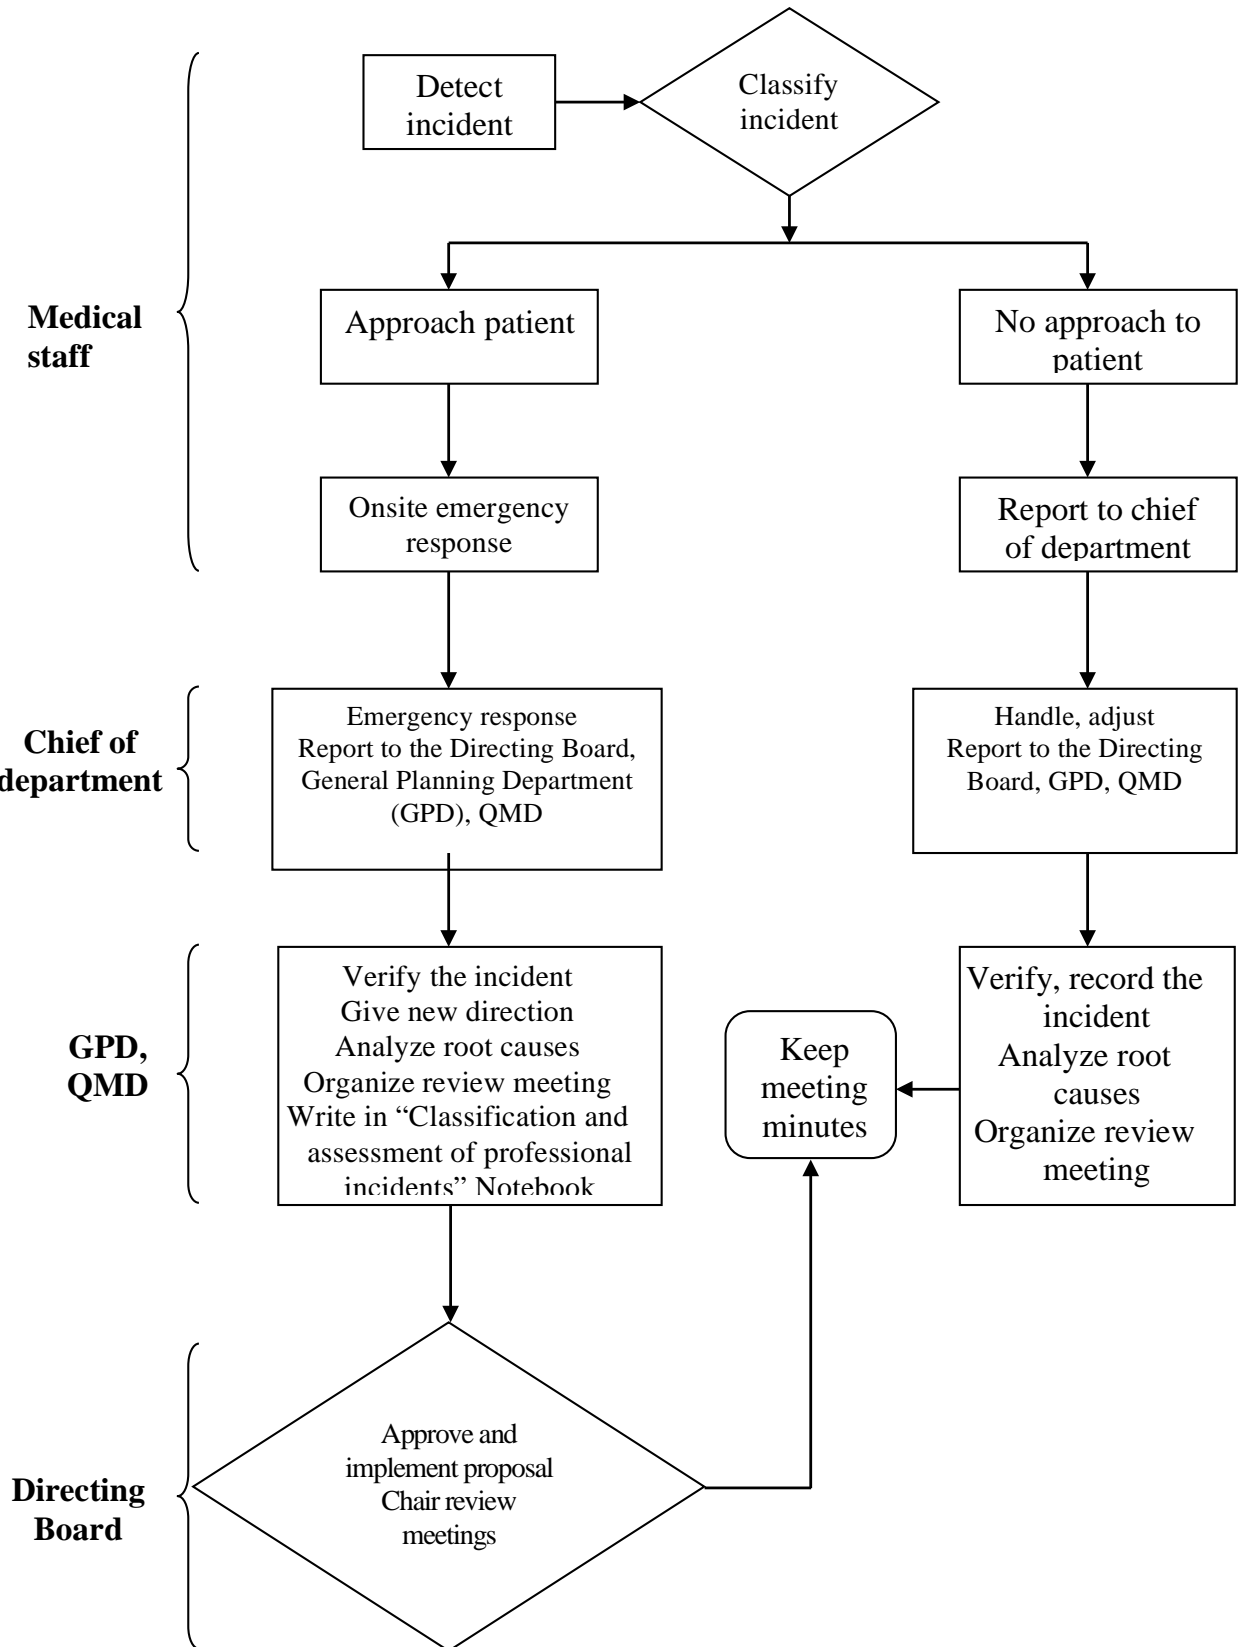 Detect
incident
Classify
incident
Medical
staff
Approach patient
No approach to
patient
Onsite emergency
response
Report to chief
of department
Chief of
department
Emergency response
Report to the Directing Board,
General Planning Department
(GPD), QMD
Handle, adjust
Report to the Directing
Board, GPD, QMD
GPD,
QMD
Verify the incident
Give new direction
Analyze root causes
Organize review meeting
Write in “Classification and
assessment of professional
incidents” Notebook
Keep
meeting
minutes
Verify, record the
incident
Analyze root
causes
Organize review
meeting
Directing
Board
Approve and
implement proposal
Chair review
meetings